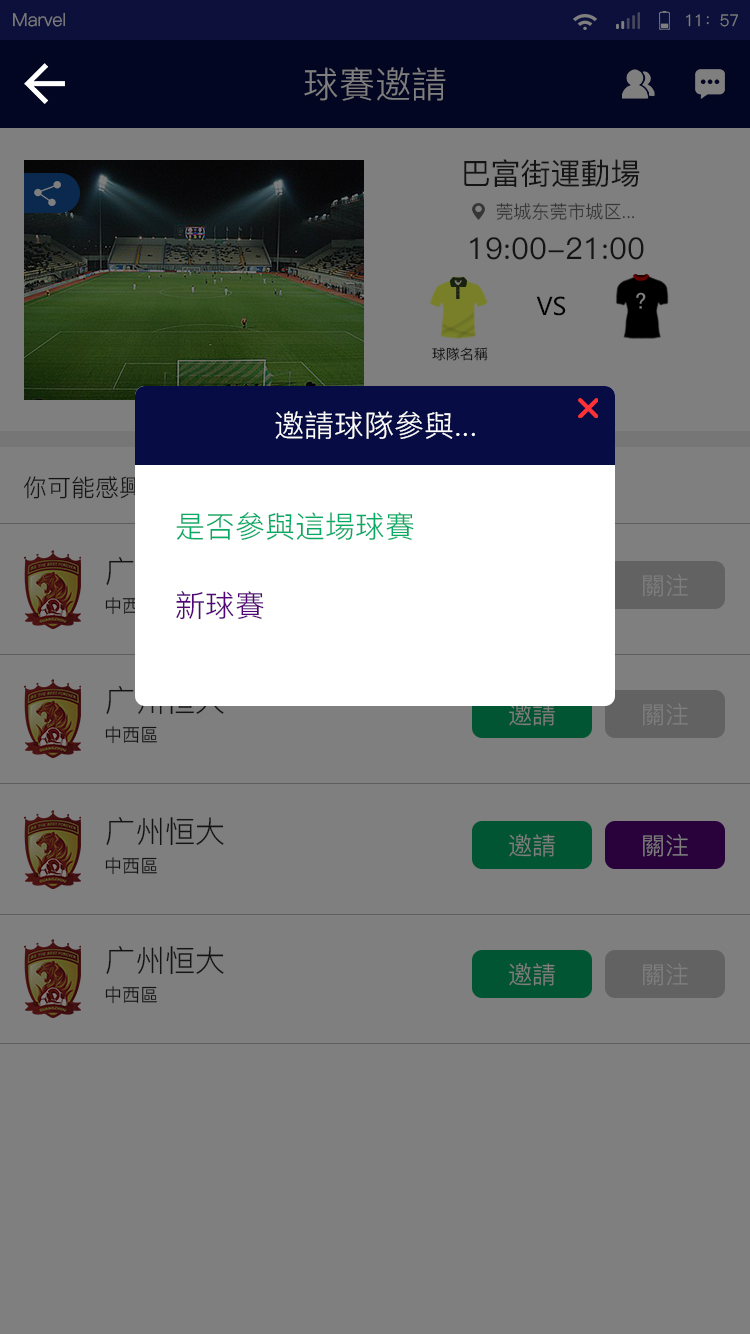 Marvel
11: 57
球賽邀請
巴富街運動場
莞城东莞市城区...
19:00-21:00
VS
?
球隊名稱
邀請球隊參與...
你可能感興
是否參與這場球賽
新球賽
广
中西
關注
广州恒大
中西區
邀請
關注
广州恒大
中西區
邀請
關注
广州恒大
中西區
邀請
關注